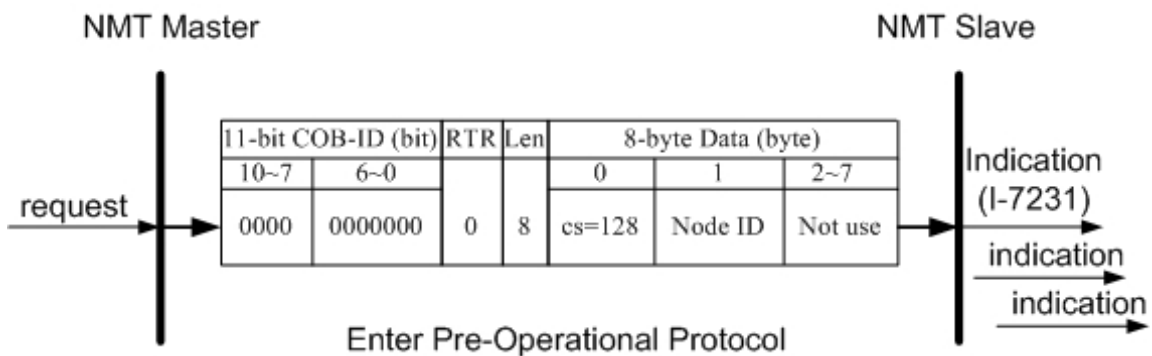 NMT Master NMT Slave
11-bit COB-ID (bit) RTR Len 8-byte Data (byte)
10~7 6~0 0 1 2~7
request 0000 0000000 0 8 cs=128 Node ID Not use
Indication
(I-7231)
indication
indication
Enter Pre-Operational Protocol